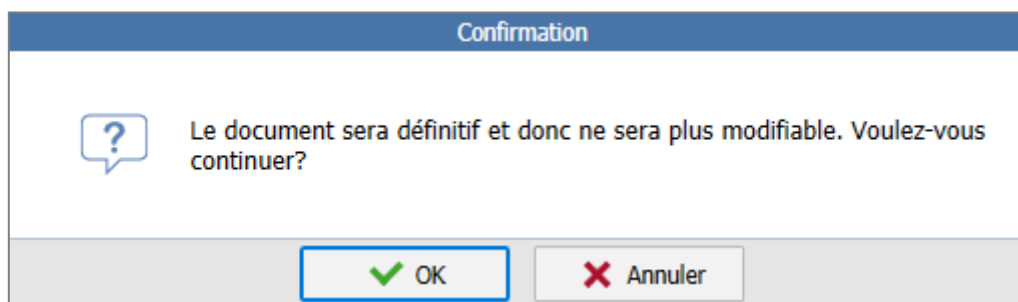 Confirmation
Le document sera définitif et donc ne sera plus modifiable. Voulez-vous
continuer?
OK
Annuler